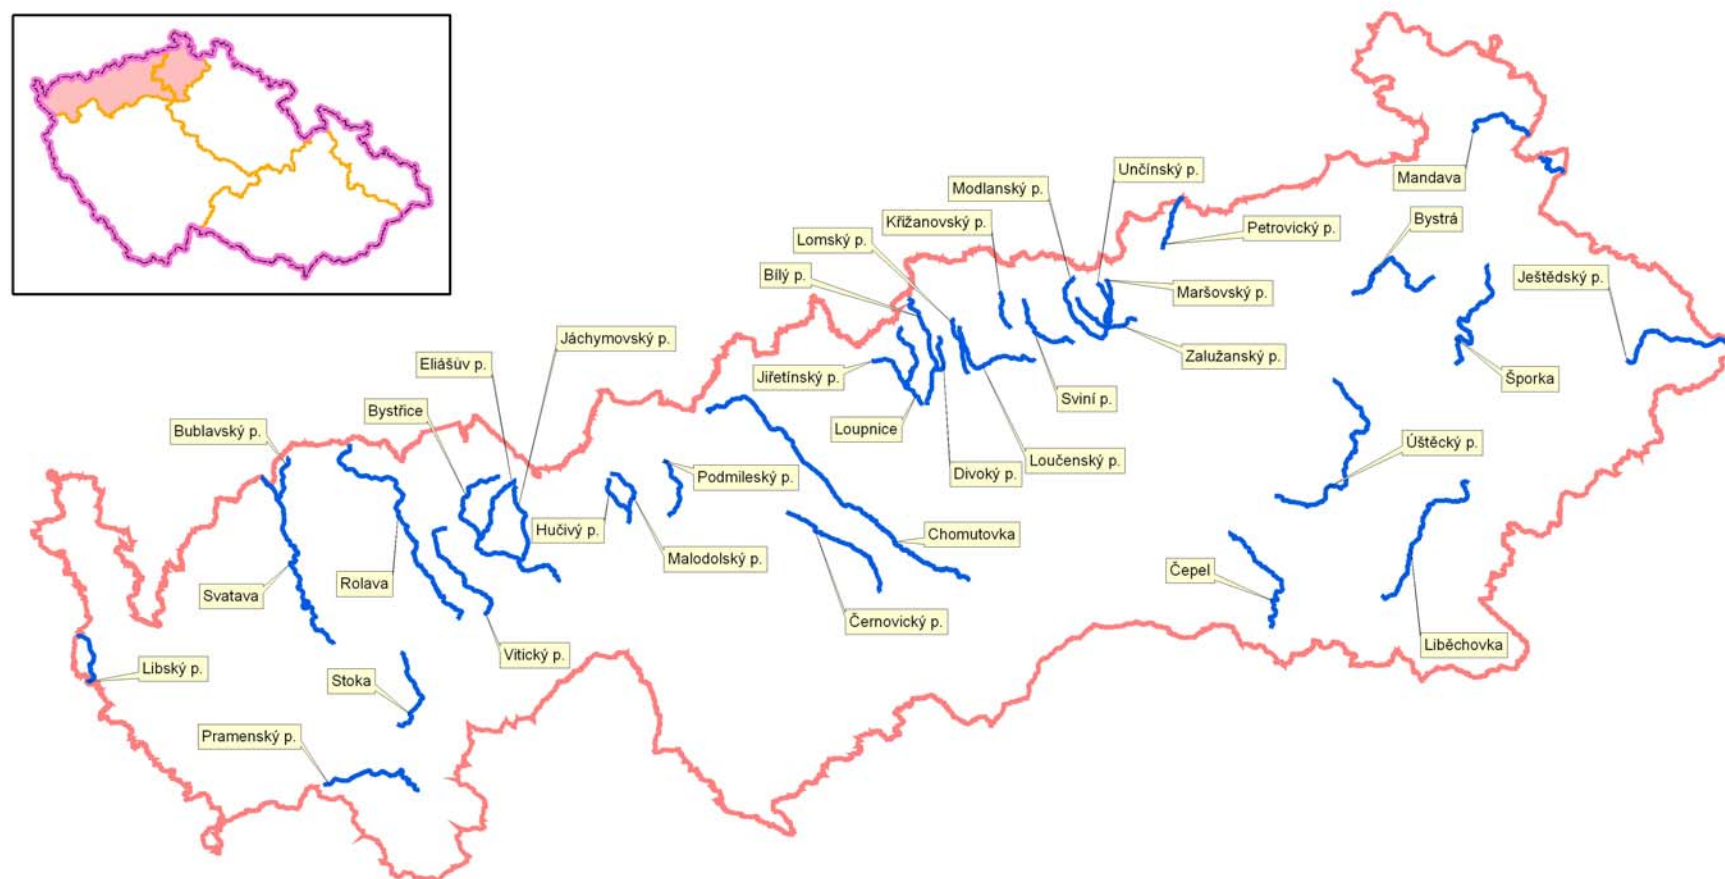 Mandava
Unčínský p.
Modlanský p.
Křižanovský p.
Bystrá
Petrovický p.
Lomský p.
Bílý p.
Ještědský p.
Maršovský p.
Jáchymovský p.
Zalužanský p.
Eliášův p.
Jiřetínský p.
Šporka
Sviní p.
Bystřice
Loupnice
Bublavský p.
Úštěcký p.
Loučenský p.
Divoký p.
Podmileský p.
Hučivý p.
Chomutovka
Malodolský p.
Čepel
Rolava
Svatava
Černovický p.
Liběchovka
Vitický p.
Libský p.
Stoka
Pramenský p.